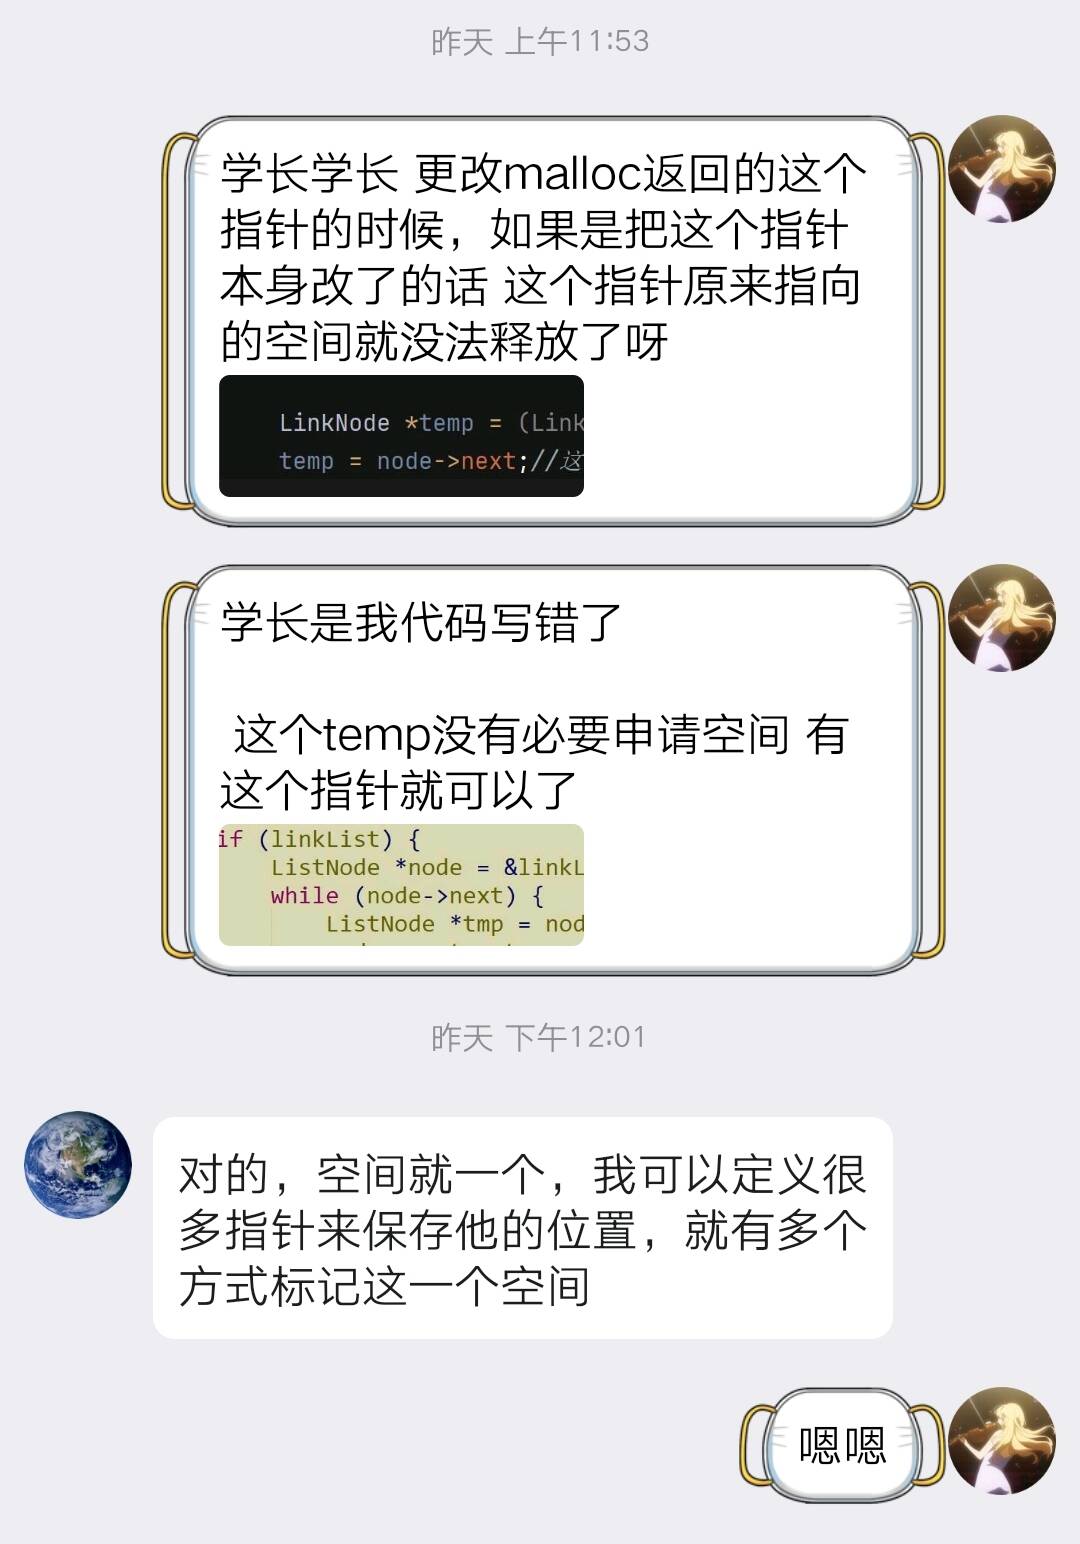 昨天 上午11:53
学长学长 更改malloc返回的这个
指针的时候，如果是把这个指针
本身改了的话 这个指针原来指向
的空间就没法释放了呀
LinkNode *temp = (Link
temp = node->next;//这
学长是我代码写错了
这个temp没有必要申请空间 有
这个指针就可以了
if (linkList) {
ListNode *node = &linkL
while (node->next) {
ListNode *tmp = nod
昨天 下午12:01
对的，空间就一个，我可以定义很
多指针来保存他的位置，就有多个
方式标记这一个空间
嗯嗯